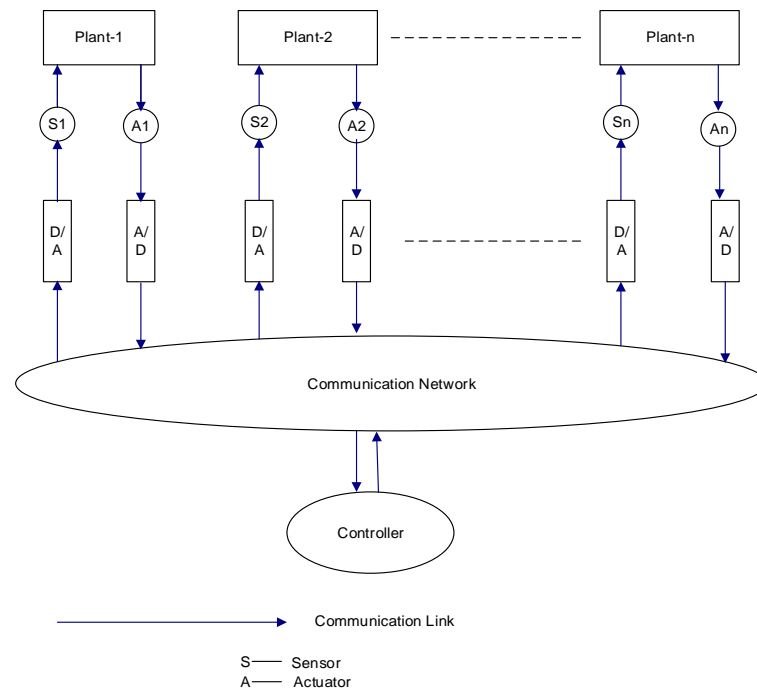 Plant-1
Plant-2
Plant-n
S1
A1
S2
A2
Sn
An
D/
A
A/
D
D/
A
A/
D
D/
A
A/
D
Communication Network
Controller
Communication Link
S Sensor
A Actuator